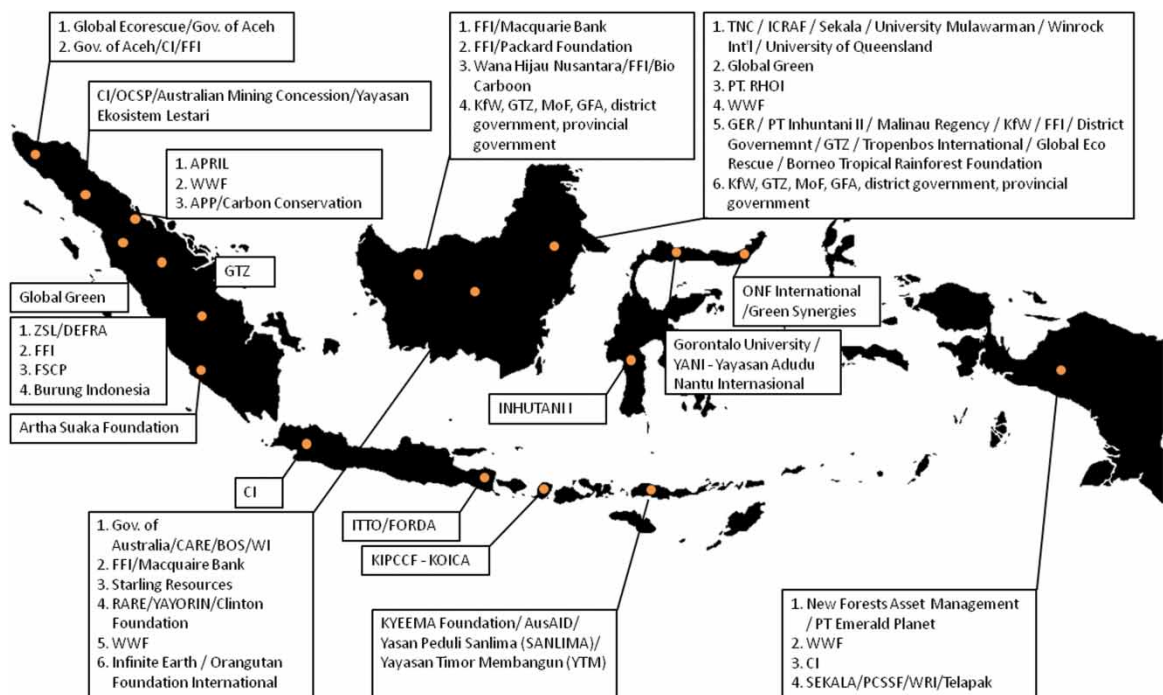 1. Global Ecorescue/Gov. of Aceh
2. Gov. of Aceh/CI/FFI
CI/OCSP/Australian Mining Concession/Yayasan
Ekosistem Lestari
1. APRIL
2. WWF
3. APP/Carbon Conservation
GTZ
Global Green
1. ZSL/DEFRA
2. FFI
3. FSCP
4. Burung Indonesia
Artha Suaka Foundation
1. FFI/Macquarie Bank
2. FFI/Packard Foundation
3. Wana Hijau Nusantara/FFI/Bio
Carboon
4. KfW, GTZ, MoF, GFA, district
government, provincial
government
1. TNC / ICRAF / Sekala / University Mulawarman / Winrock
Int'l / University of Queensland
2. Global Green
3. PT. RHOI
4. WWF
5. GER / PT Inhuntani II / Malinau Regency / KfW / FFI / District
Governemnt / GTZ / Tropenbos International / Global Eco
Rescue / Borneo Tropical Rainforest Foundation
6. KfW, GTZ, MoF, GFA, district government, provincial
government
ONF International
/Green Synergies
Gorontalo University /
YANI - Yayasan Adudu
Nantu Internasional
INHUTANI I
CI
ITTO/FORDA
KIPCCF - KOICA
1. Gov. of
Australia/CARE/BOS/WI
2. FFI/Macquaire Bank
3. Starling Resources
4. RARE/YAYORIN/Clinton
Foundation
5. WWF
6. Infinite Earth / Orangutan
Foundation International
KYEEMA Foundation/ AusAID/
Yasan Peduli Sanlima (SANLIMA)/
Yayasan Timor Membangun (YTM)
1. New Forests Asset Management
/ PT Emerald Planet
2. WWF
3. CI
4. SEKALA/PCSSF/WRI/Telapak